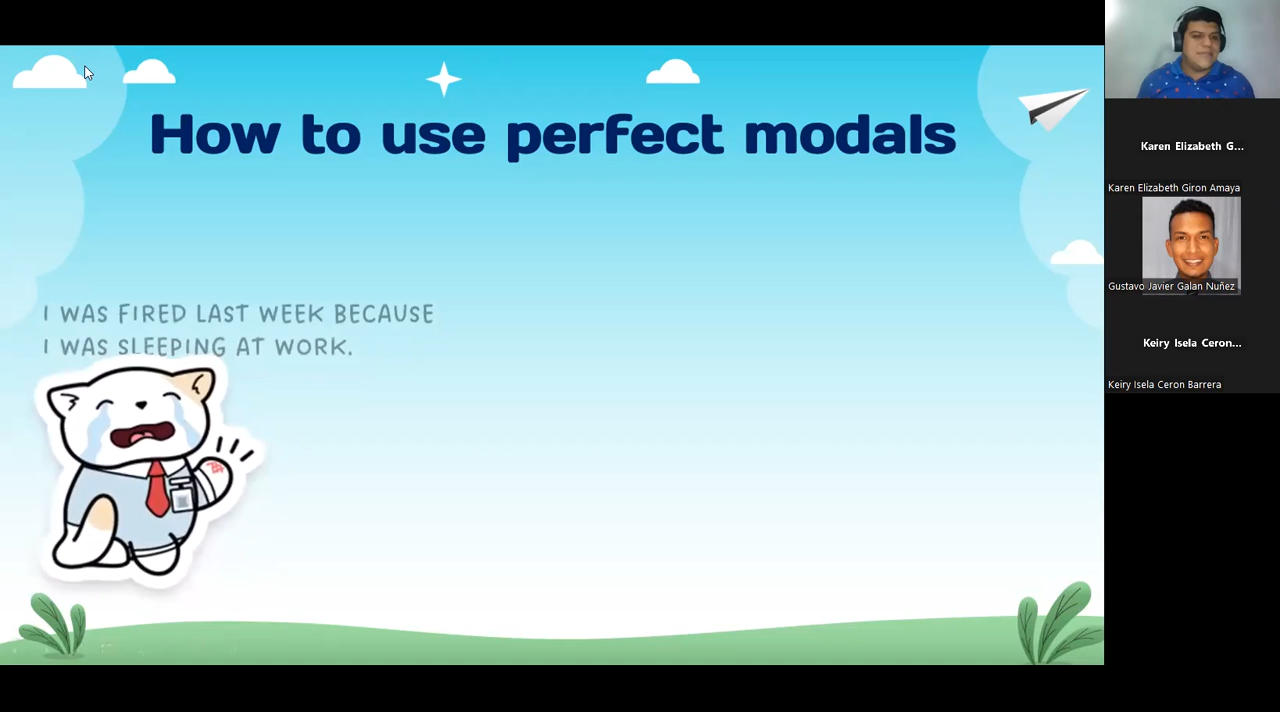 How to use perfect modals
I WAS FIRED LAST WEEK BECAUSE
I WAS SLEEPING AT WORK.
Karen Elizabeth G...
Karen Elizabeth Giron Amaya
Gustavo Javier Galan Nuñez
Keiry Isela Ceron...
Keiry Isela Ceron Barrera